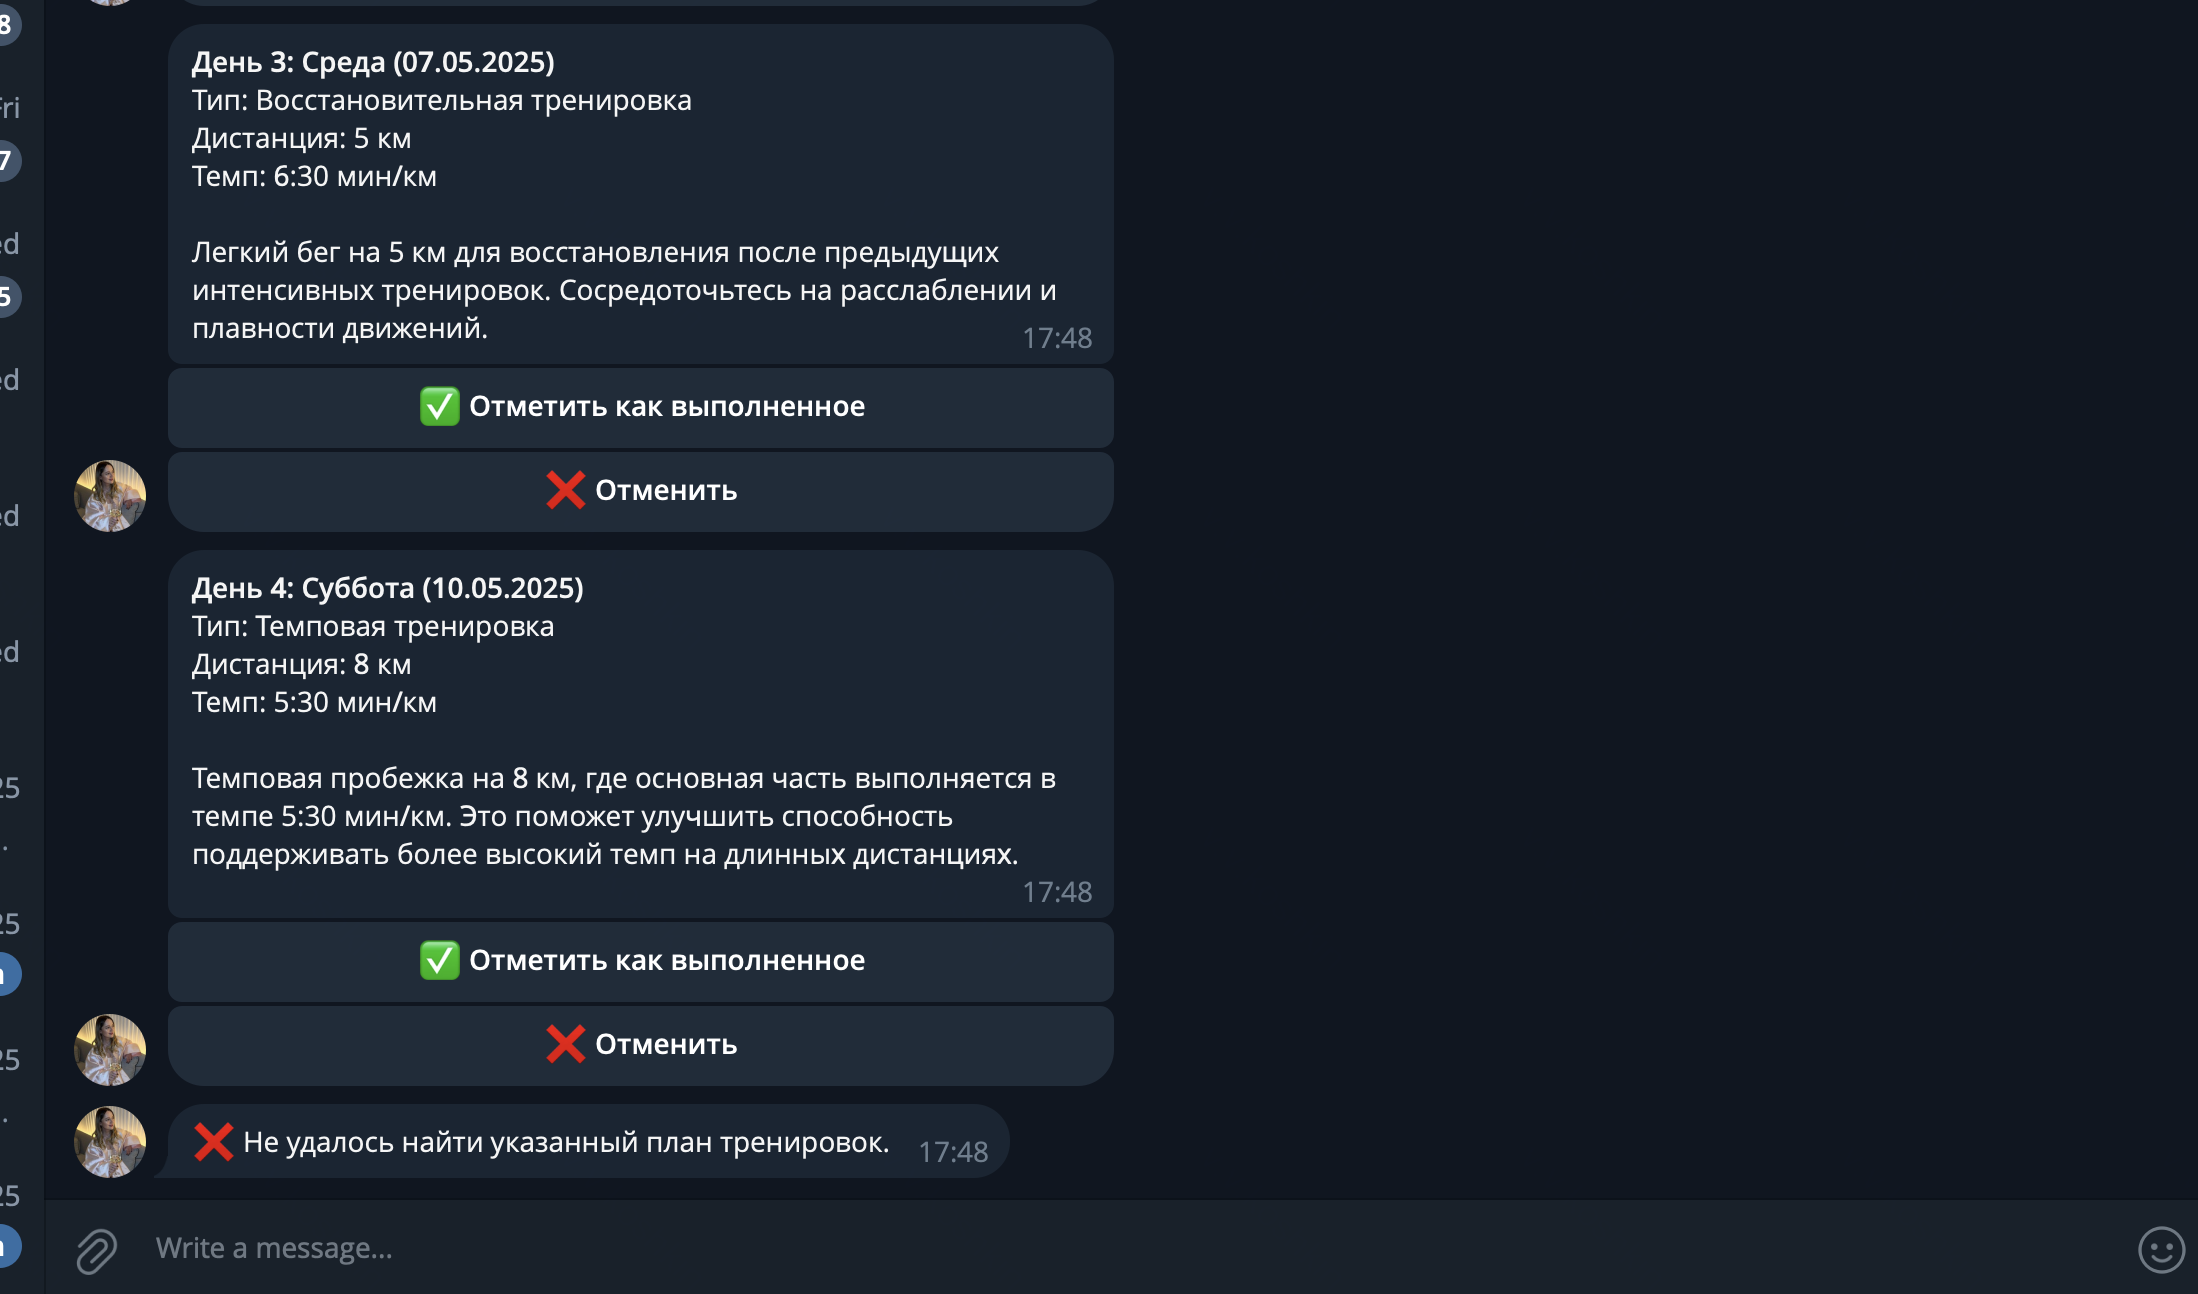 8
Fri
7
ed
5
ed
ed
ed
25
.
25
25
.
25
День 3: Среда (07.05.2025)
Тип: Восстановительная тренировка
Дистанция: 5 км
Темп: 6:30 мин/км
Легкий бег на 5 км для восстановления после предыдущих
интенсивных тренировок. Сосредоточьтесь на расслаблении и
плавности движений.
17:48
✅ Отметить как выполненное
❌ Отменить
День 4: Суббота (10.05.2025)
Тип: Темповая тренировка
Дистанция: 8 км
Темп: 5:30 мин/км
Темповая пробежка на 8 км, где основная часть выполняется в
темпе 5:30 мин/км. Это поможет улучшить способность
поддерживать более высокий темп на длинных дистанциях.
17:48
✅ Отметить как выполненное
❌ Отменить
❌ Не удалось найти указанный план тренировок. 17:48
Write a message...